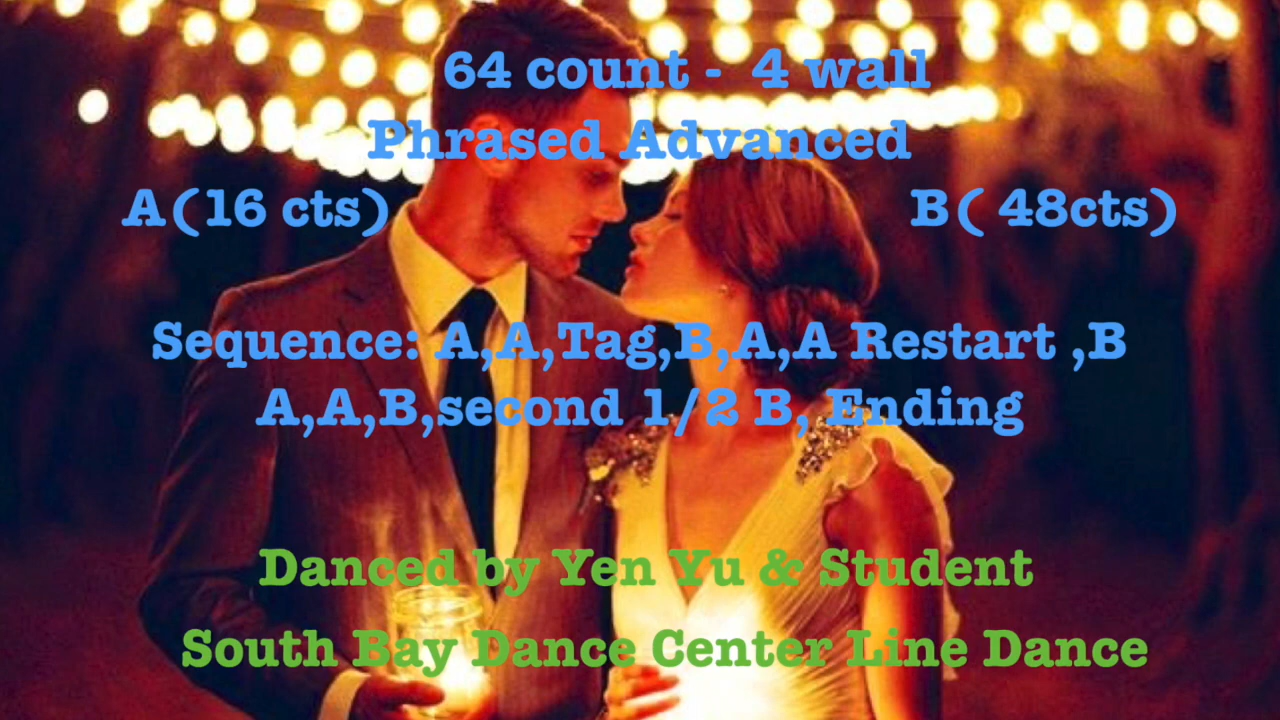 64 count - 4 wall
Phrased Advanced
A(16 cts) B( 48cts)
Sequence: A,A,Tag,B,A,A Restart ,B
A,A,B,second 1/2 B, Ending
Danced by Yen Yu & Student
South Bay Dance Center Line Dance